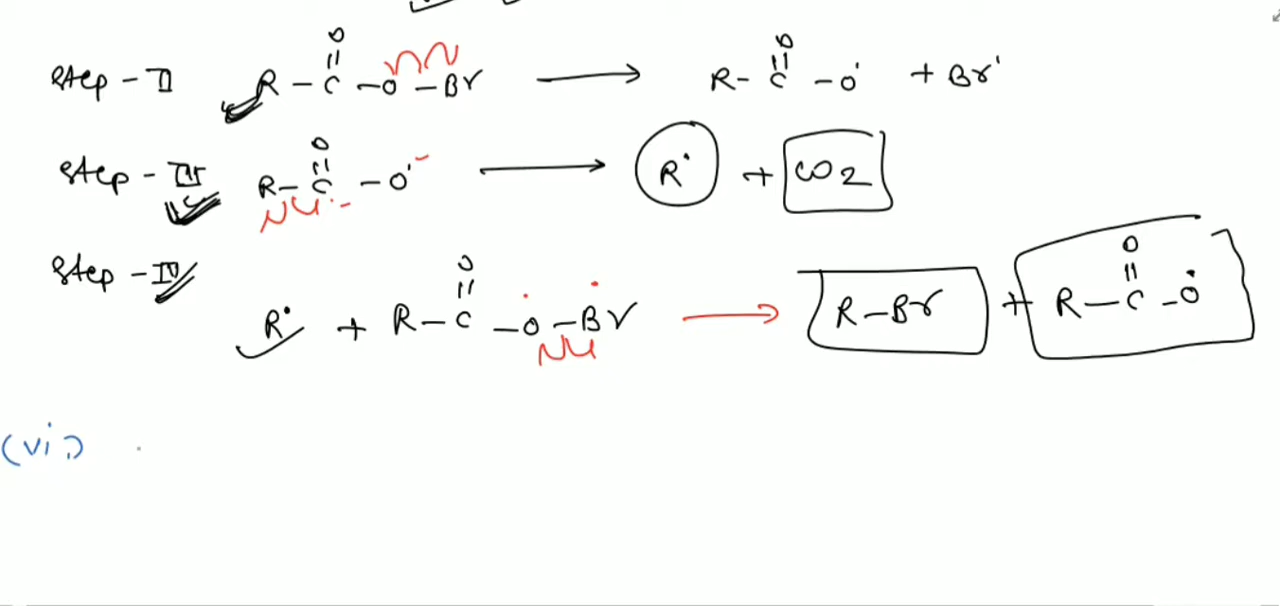 Step - II R - C(=O) - O - Br ⟶ R - C(=O) - O˙ + Br˙
Step - III R - C(=O) - O˙ ⟶ R˙ + CO2
Step - IV
R˙ + R - C(=O) - O - Br ⟶ R - Br + R - C(=O) - O˙
(vi)